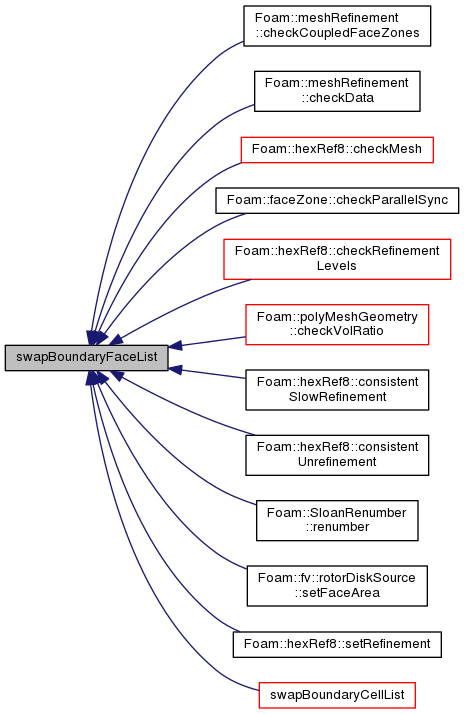 Foam::meshRefinement
::checkCoupledFaceZones
Foam::meshRefinement
::checkData
Foam::hexRef8::checkMesh
Foam::faceZone::checkParallelSync
Foam::hexRef8::checkRefinement
Levels
Foam::polyMeshGeometry
::checkVolRatio
swapBoundaryFaceList
Foam::hexRef8::consistent
SlowRefinement
Foam::hexRef8::consistent
Unrefinement
Foam::SloanRenumber
::renumber
Foam::fv::rotorDiskSource
::setFaceArea
Foam::hexRef8::setRefinement
swapBoundaryCellList